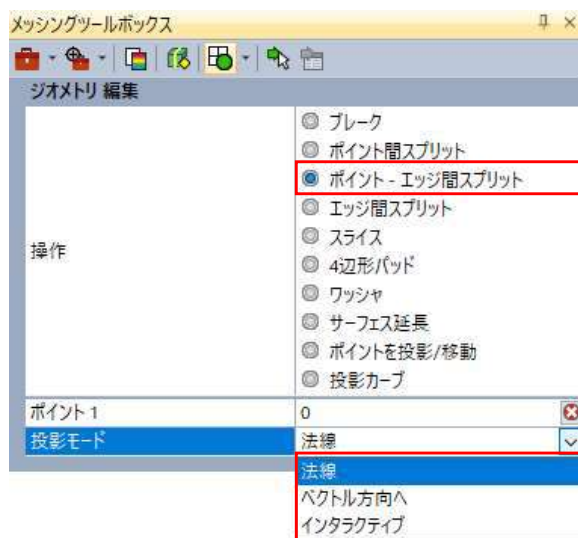 メッシングツールボックス
ジオメトリ 編集
操作
ブレーク
ポイント間スプリット
ポイント - エッジ間スプリット
エッジ間スプリット
スライス
4辺形パッド
ワッシャ
サーフェス延長
ポイントを投影/移動
投影カーブ
ポイント 1
0
投影モード
法線
法線
ベクトル方向へ
インタラクティブ